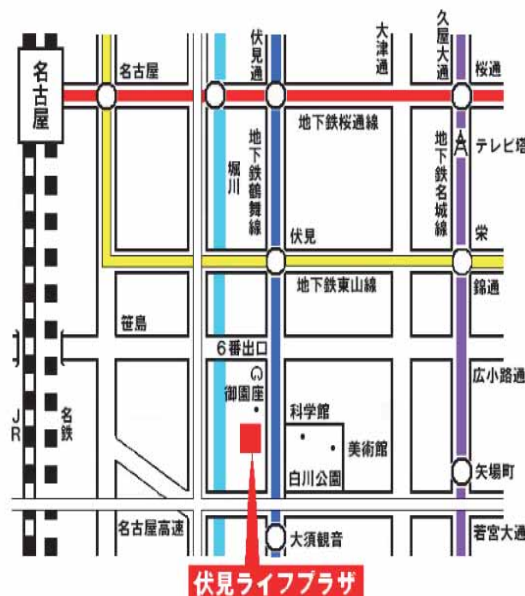 名古屋
名古屋
伏見通
大津通
久屋大通
桜通
地下鉄桜通線
堀川
地下鉄鶴舞線
地下鉄名城線
テレビ塔
伏見
栄
地下鉄東山線
錦通
笹島
6番出口
広小路通
御園座
科学館
美術館
白川公園
JR
名鉄
矢場町
名古屋高速
大須観音
若宮大通
伏見ライフプラザ